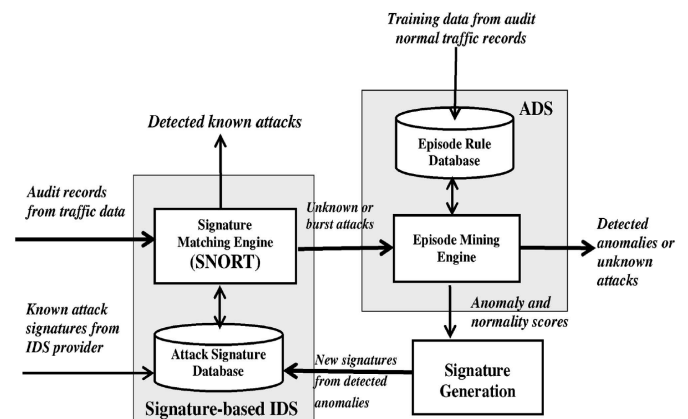 Training data from audit
normal traffic records
ADS
Detected known attacks
Episode Rule
Database
Audit records
from traffic data
Signature
Matching Engine
(SNORT)
Unknown or
burst attacks
Episode Mining
Engine
Detected
anomalies or
unknown
attacks
Known attack
signatures from
IDS provider
Anomaly and
normality scores
Attack Signature
Database
New signatures
from detected
anomalies
Signature
Generation
Signature-based IDS